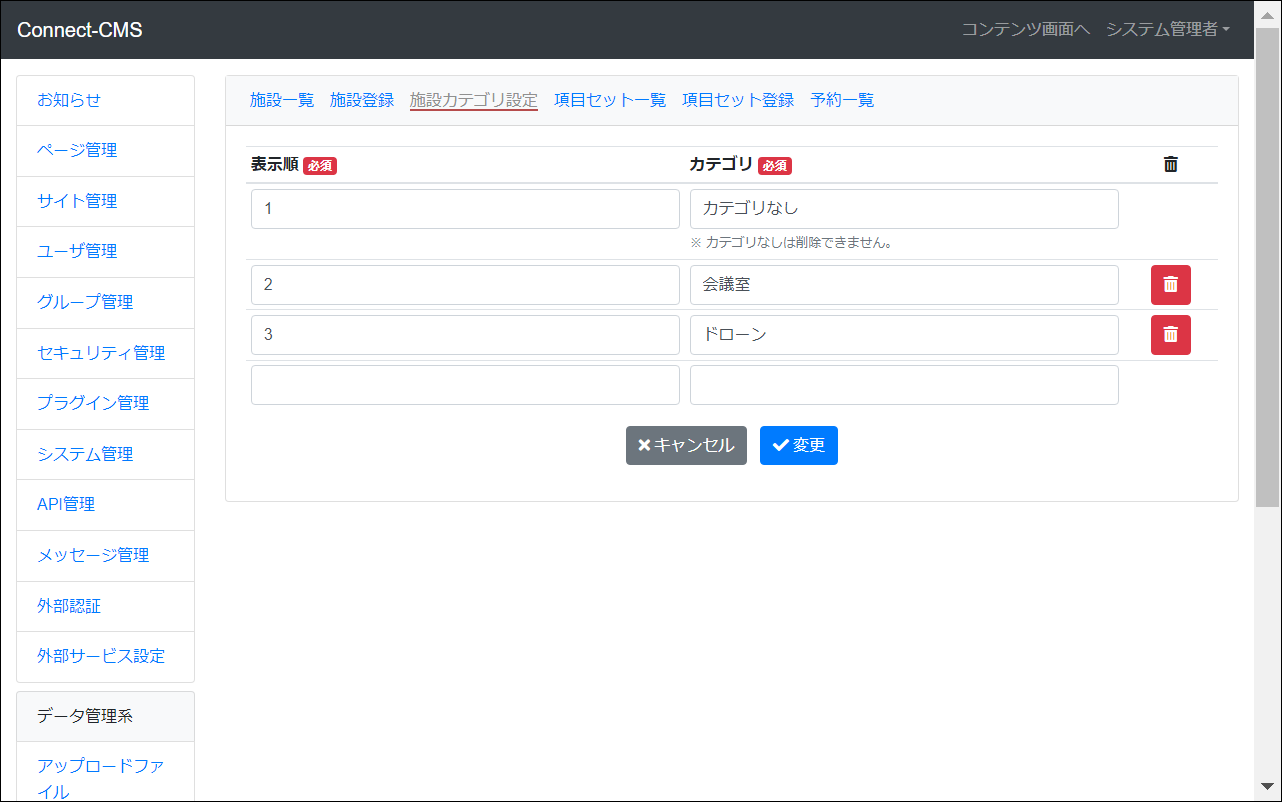 Connect-CMS コンテンツ画面へ システム管理者
お知らせ
ページ管理
サイト管理
ユーザ管理
グループ管理
セキュリティ管理
プラグイン管理
システム管理
API管理
メッセージ管理
外部認証
外部サービス設定
データ管理系
アップロードファ
イル
施設一覧 施設登録 施設カテゴリ設定 項目セット一覧 項目セット登録 予約一覧
表示順 必須 カテゴリ 必須
1 カテゴリなし
※ カテゴリなしは削除できません。
2 会議室
3 ドローン
キャンセル 変更